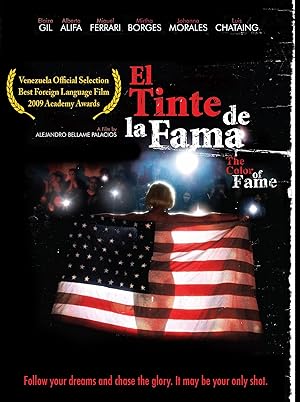 Elaiza GIL
Alberto ALIFA
Miguel FERRARI
Mirtha BORGES
Johanna MORALES
Luis CHATAING
Venezuela Official Selection
Best Foreign Language Film
2009 Academy Awards
El
Tinte de
la Fama
A Film by
ALEJANDRO BELLAME PALACIOS
The
Color of
Fame
Follow your dreams and chase the glory. It may be your only shot.